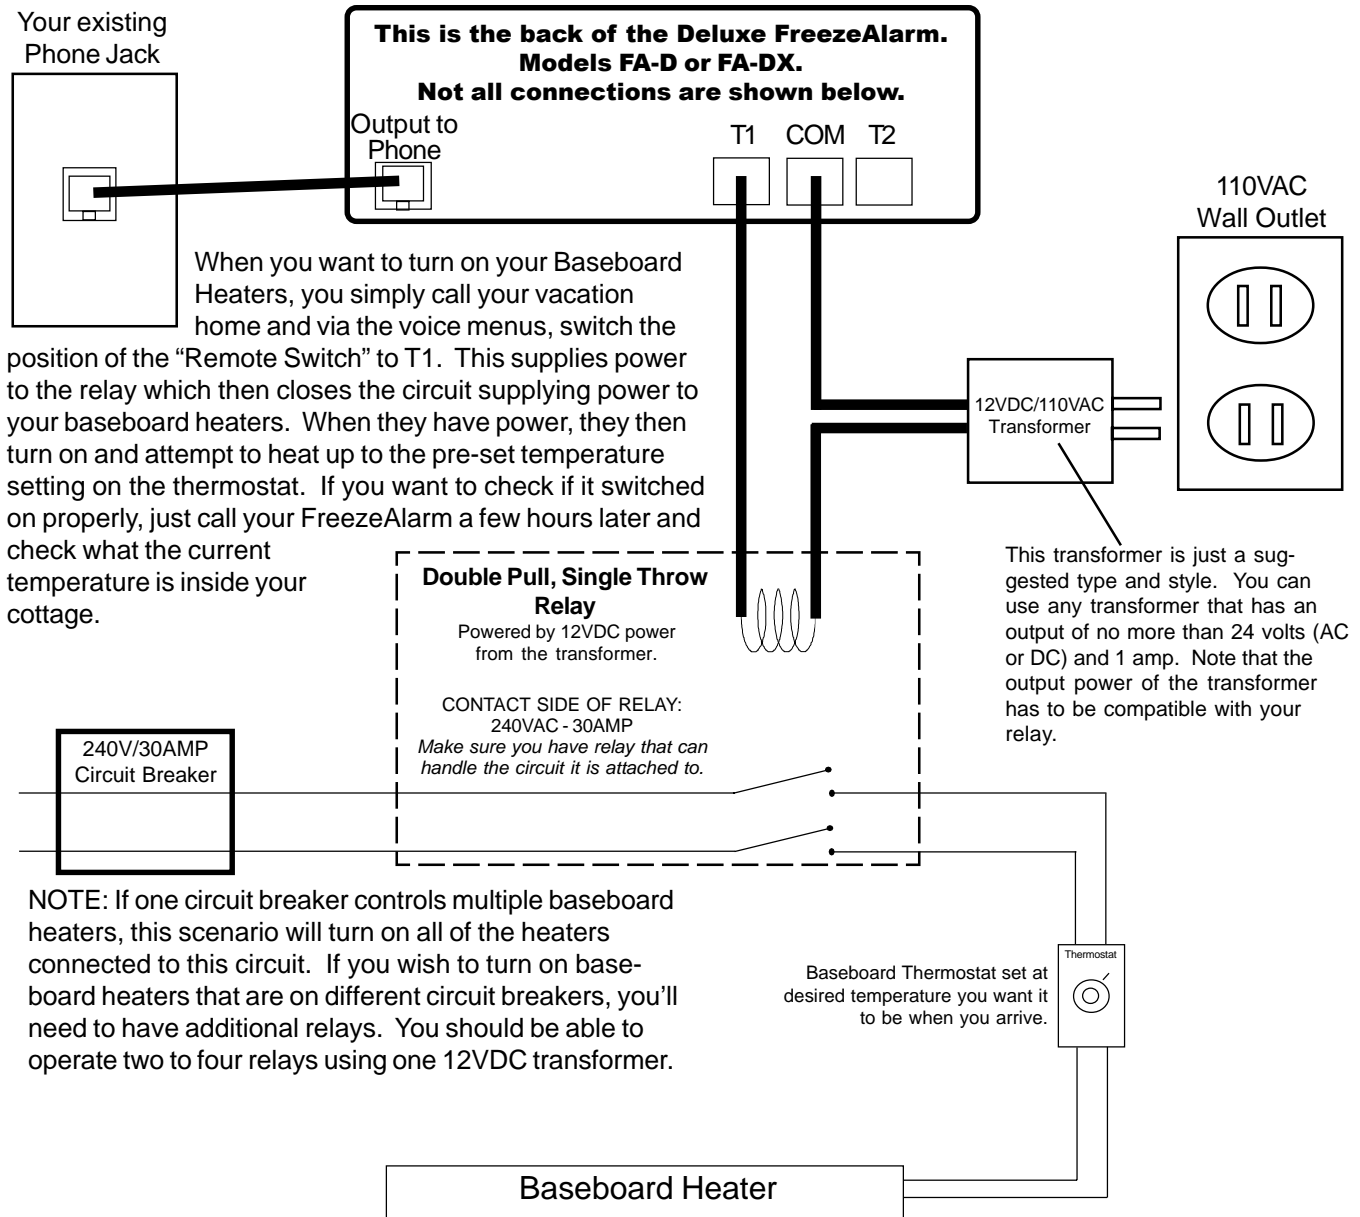 Your existing
Phone Jack
This is the back of the Deluxe FreezeAlarm.
Models FA-D or FA-DX.
Not all connections are shown below.
Output to
Phone
T1 COM T2
110VAC
Wall Outlet
When you want to turn on your Baseboard
Heaters, you simply call your vacation
home and via the voice menus, switch the
position of the “Remote Switch” to T1. This supplies power
to the relay which then closes the circuit supplying power to
your baseboard heaters. When they have power, they then
turn on and attempt to heat up to the pre-set temperature
setting on the thermostat. If you want to check if it switched
on properly, just call your FreezeAlarm a few hours later and
check what the current
temperature is inside your
cottage.
12VDC/110VAC
Transformer
This transformer is just a sug-
gested type and style. You can
use any transformer that has an
output of no more than 24 volts (AC
or DC) and 1 amp. Note that the
output power of the transformer
has to be compatible with your
relay.
Double Pull, Single Throw
Relay
Powered by 12VDC power
from the transformer.
CONTACT SIDE OF RELAY:
240VAC - 30AMP
Make sure you have relay that can
handle the circuit it is attached to.
240V/30AMP
Circuit Breaker
NOTE: If one circuit breaker controls multiple baseboard
heaters, this scenario will turn on all of the heaters
connected to this circuit. If you wish to turn on base-
board heaters that are on different circuit breakers, you’ll
need to have additional relays. You should be able to
operate two to four relays using one 12VDC transformer.
Thermostat
Baseboard Thermostat set at
desired temperature you want it
to be when you arrive.
Baseboard Heater